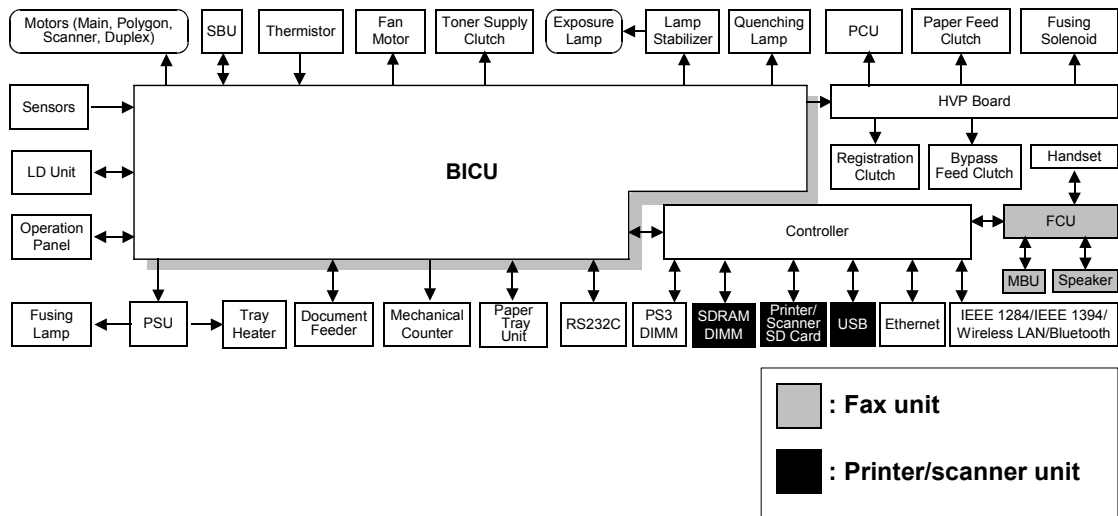 Motors (Main, Polygon,
Scanner, Duplex)
SBU
Thermistor
Fan
Motor
Toner Supply
Clutch
Exposure
Lamp
Lamp
Stabilizer
Quenching
Lamp
PCU
Paper Feed
Clutch
Fusing
Solenoid
Sensors
HVP Board
LD Unit
BICU
Registration
Clutch
Bypass
Feed Clutch
Handset
Operation
Panel
Controller
FCU
MBU
Speaker
Fusing
Lamp
PSU
Tray
Heater
Document
Feeder
Mechanical
Counter
Paper
Tray
Unit
RS232C
PS3
DIMM
SDRAM
DIMM
Printer/
Scanner
SD Card
USB
Ethernet
IEEE 1284/IEEE 1394/
Wireless LAN/Bluetooth
: Fax unit
: Printer/scanner unit